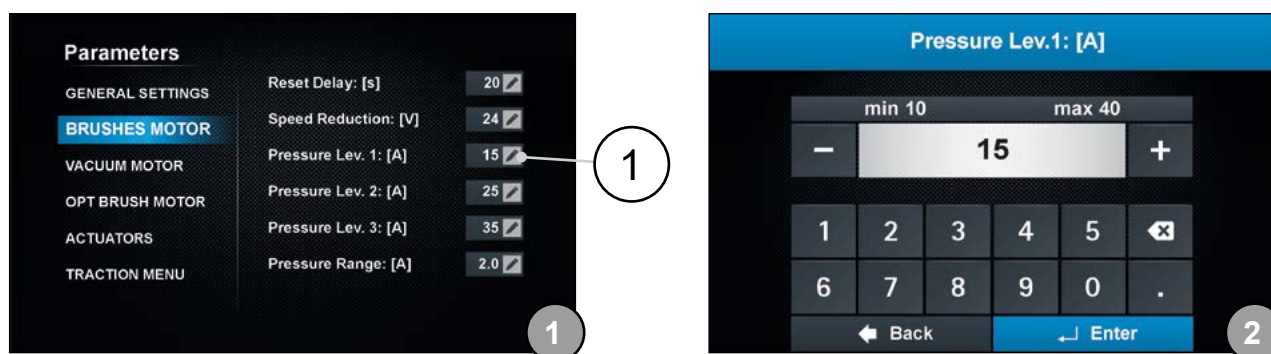 Parameters
GENERAL SETTINGS
BRUSHES MOTOR
VACUUM MOTOR
OPT BRUSH MOTOR
ACTUATORS
TRACTION MENU
Reset Delay: [s] 20
Speed Reduction: [V] 24
Pressure Lev. 1: [A] 15
Pressure Lev. 2: [A] 25
Pressure Lev. 3: [A] 35
Pressure Range: [A] 2.0
1
1
Pressure Lev.1: [A]
min 10 max 40
− 15 +
1 2 3 4 5
6 7 8 9 0 .
Back Enter
2